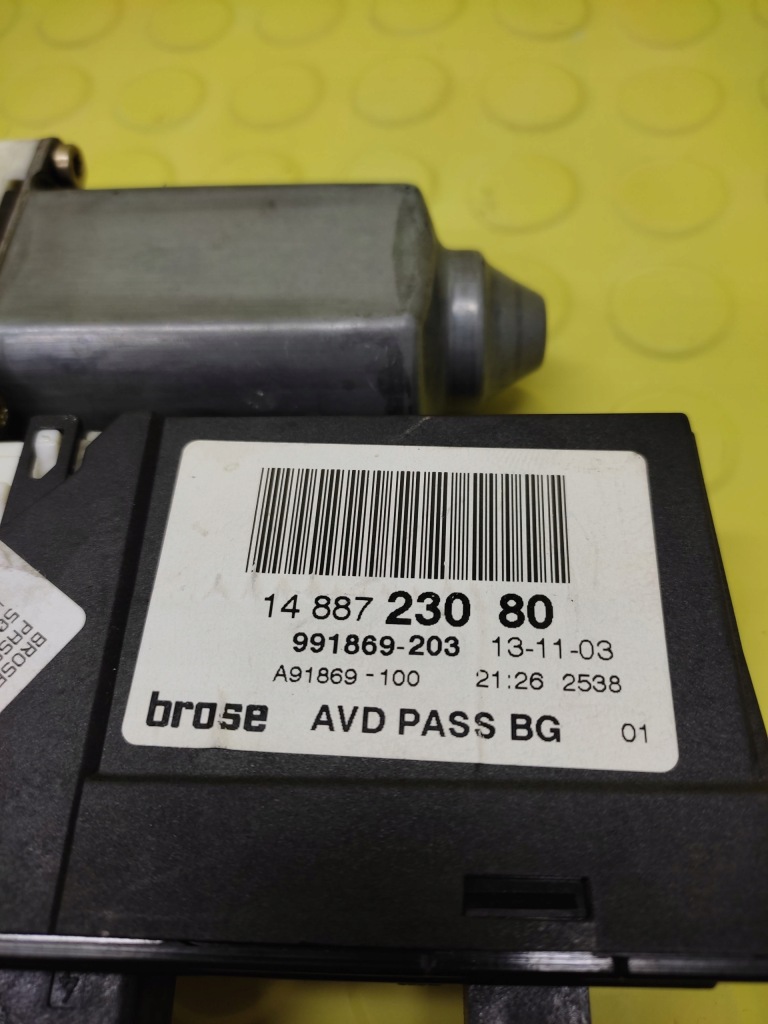 14 887 230 80
991869-203 13-11-03
A91869-100 21:26 2538
brose AVD PASS BG 01
BROSE